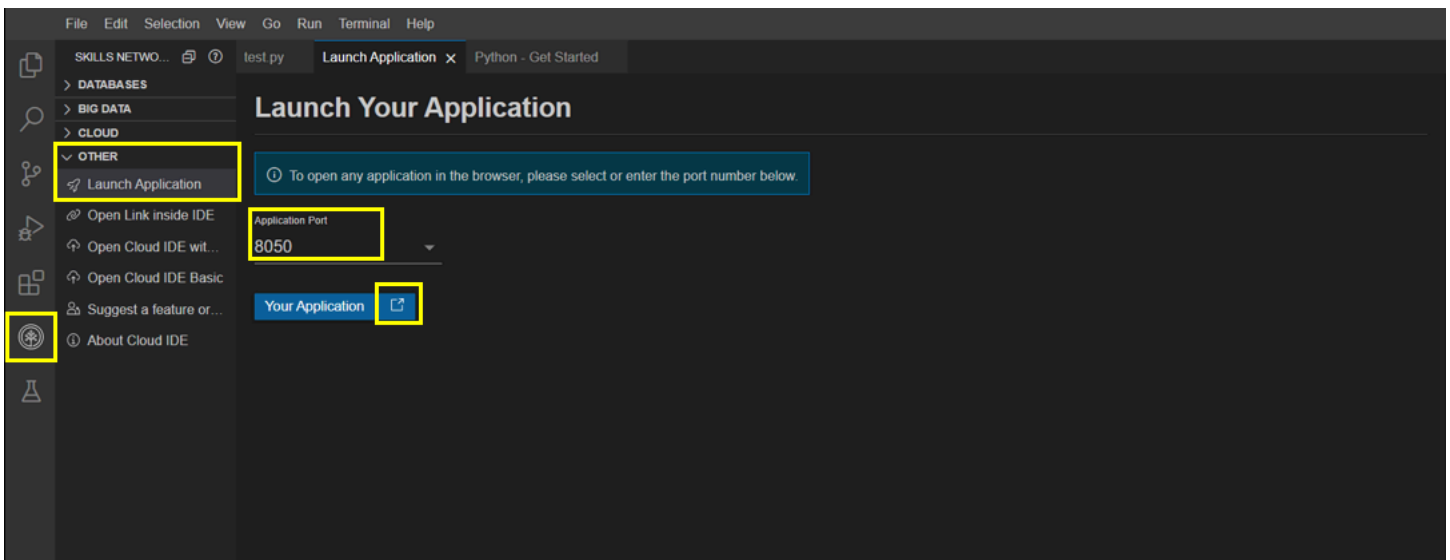 File Edit Selection View Go Run Terminal Help
SKILLS NETWO...
test.py Launch Application Python - Get Started
DATABASES
BIG DATA
CLOUD
OTHER
Launch Application
Open Link inside IDE
Open Cloud IDE wit...
Open Cloud IDE Basic
Suggest a feature or...
About Cloud IDE
Launch Your Application
To open any application in the browser, please select or enter the port number below.
Application Port
8050
Your Application